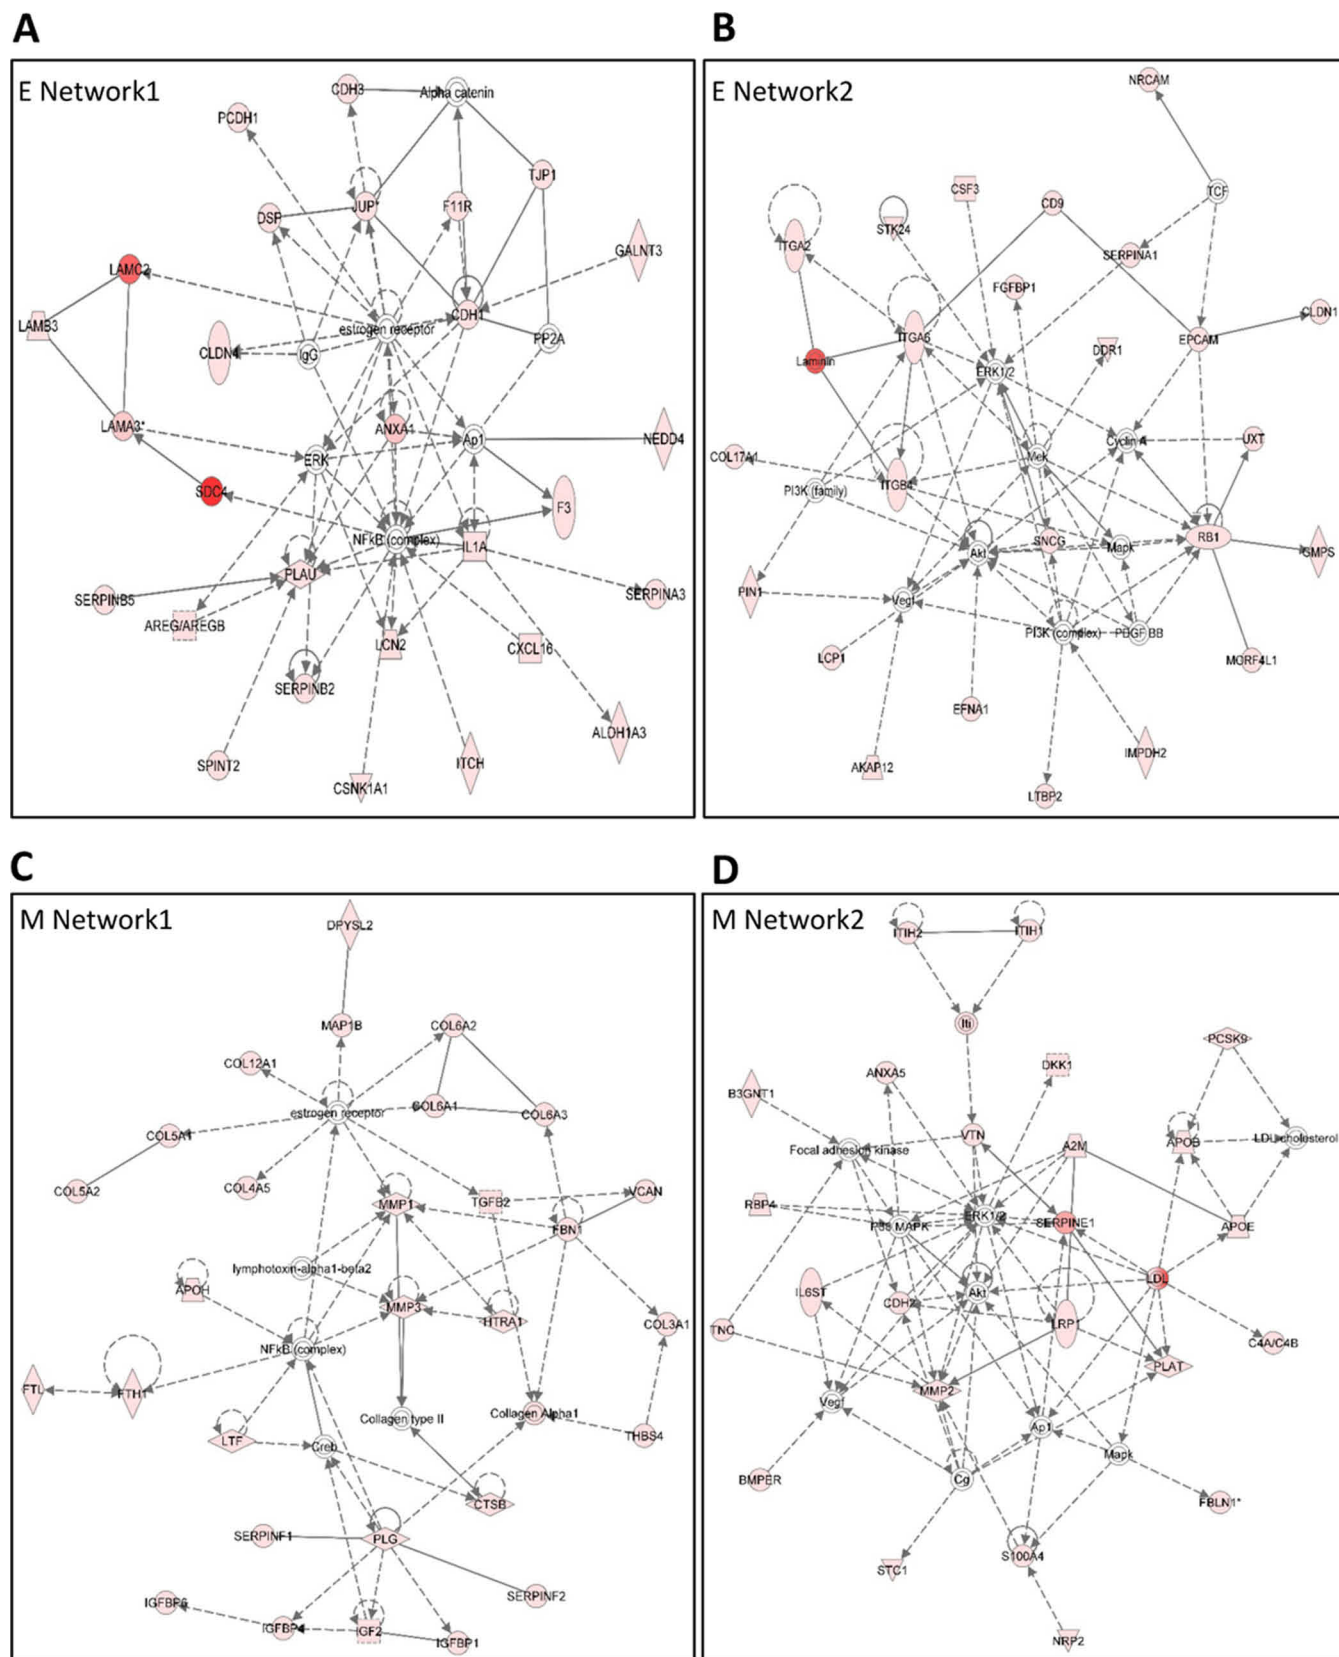 A
B
E Network1
CDH3
Alpha catenin
PCDH1
TJP1
DSP
JUP*
F11R
GALNT3
LAMC2
LAMB3
estrogen receptor
CDH1
PP2A
CLDN4
IgG
LAMA3*
ANXA1
Ap1
NEDD4
ERK
SDC4
F3
NFkB (complex)
IL1A
PLAU
SERPINB5
SERPINA3
AREG/AREGB
LCN2
CXCL16
SERPINB2
ALDH1A3
SPINT2
ITCH
CSNK1A1
E Network2
NRCAM
TCF
CSF3
CD9
STK24
ITGA2
SERPINA1
FGFBP1
CLDN1
ITGA6
EPCAM
Laminin
DDR1
ERK1/2
Cyclin A
UXT
COL17A1
Mek
PI3K (family)
ITGB4
RB1
SNCG
Mapk
Akt
GMPS
PIN1
Vegf
PI3K (complex)
PDGF BB
LCP1
MORF4L1
EFNA1
IMPDH2
AKAP12
LTBP2
C
D
M Network1
DPYSL2
MAP1B
COL6A2
COL12A1
estrogen receptor
COL6A1
COL6A3
COL5A1
COL5A2
COL4A5
MMP1
TGFB2
VCAN
FBN1
lymphotoxin-alpha1-beta2
APOH
MMP3
HTRA1
COL3A1
NFkB (complex)
FTL
FTH1
Collagen type II
Collagen Alpha1
LTF
Creb
THBS4
CTSB
SERPINF1
PLG
SERPINF2
IGFBP6
IGFBP4
IGF2
IGFBP1
M Network2
ITIH2
ITIH1
Iti
PCSK9
ANXA5
DKK1
B3GNT1
VTN
A2M
APOB
LDL-cholesterol
Focal adhesion kinase
RBP4
P38 MAPK
ERK1/2
SERPINE1
APOE
LDL
IL6ST
CDH2
Akt
LRP1
TNC
C4A/C4B
PLAT
MMP2
Vegf
Ap1
Mapk
BMPER
Cg
FBLN1*
STC1
S100A4
NRP2